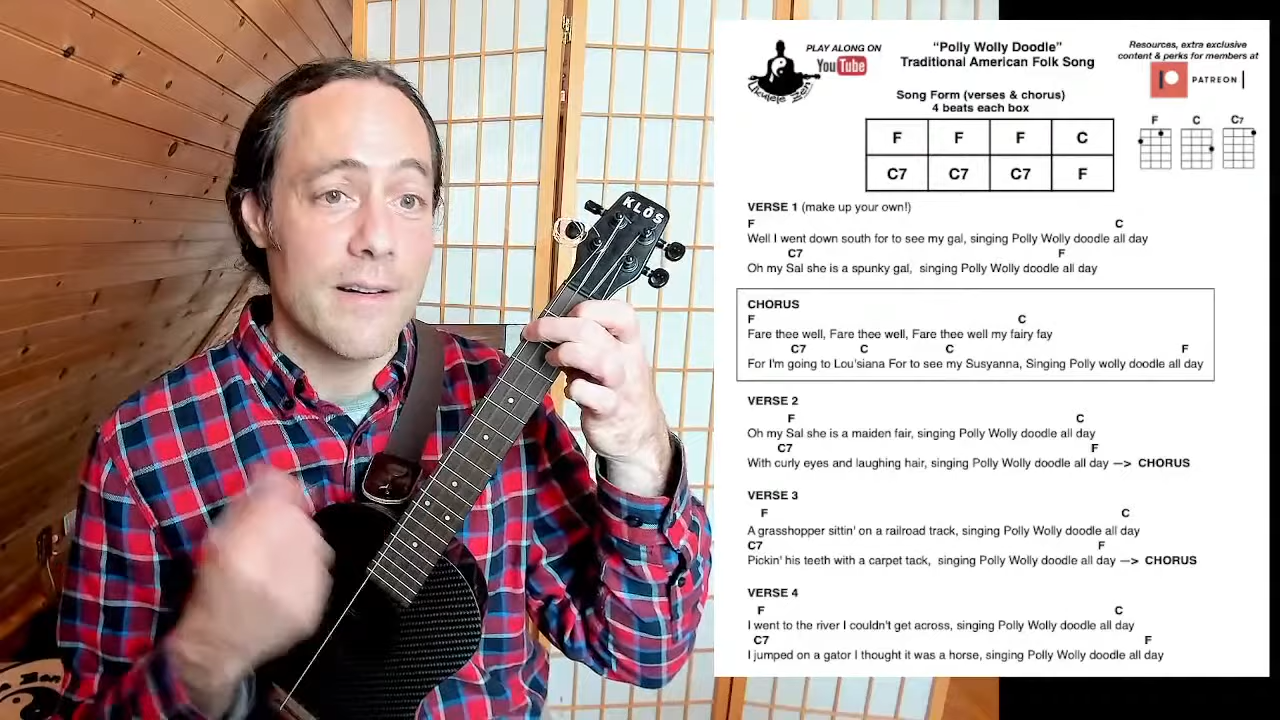 KLŌS
PLAY ALONG ON
YouTube
Ukulele Zen
"Polly Wolly Doodle"
Traditional American Folk Song
Resources, extra exclusive
content & perks for members at
PATREON
Song Form (verses & chorus)
4 beats each box
F F F C
C7 C7 C7 F
F C C7
VERSE 1 (make up your own!)
F C
Well I went down south for to see my gal, singing Polly Wolly doodle all day
C7 F
Oh my Sal she is a spunky gal, singing Polly Wolly doodle all day
CHORUS
F C
Fare thee well, Fare thee well, Fare thee well my fairy fay
C7 C C F
For I'm going to Lou'siana For to see my Susyanna, Singing Polly wolly doodle all day
VERSE 2
F C
Oh my Sal she is a maiden fair, singing Polly Wolly doodle all day
C7 F
With curly eyes and laughing hair, singing Polly Wolly doodle all day —> CHORUS
VERSE 3
F C
A grasshopper sittin' on a railroad track, singing Polly Wolly doodle all day
C7 F
Pickin' his teeth with a carpet tack, singing Polly Wolly doodle all day —> CHORUS
VERSE 4
F C
I went to the river I couldn't get across, singing Polly Wolly doodle all day
C7 F
I jumped on a gator I thought it was a horse, singing Polly Wolly doodle all day